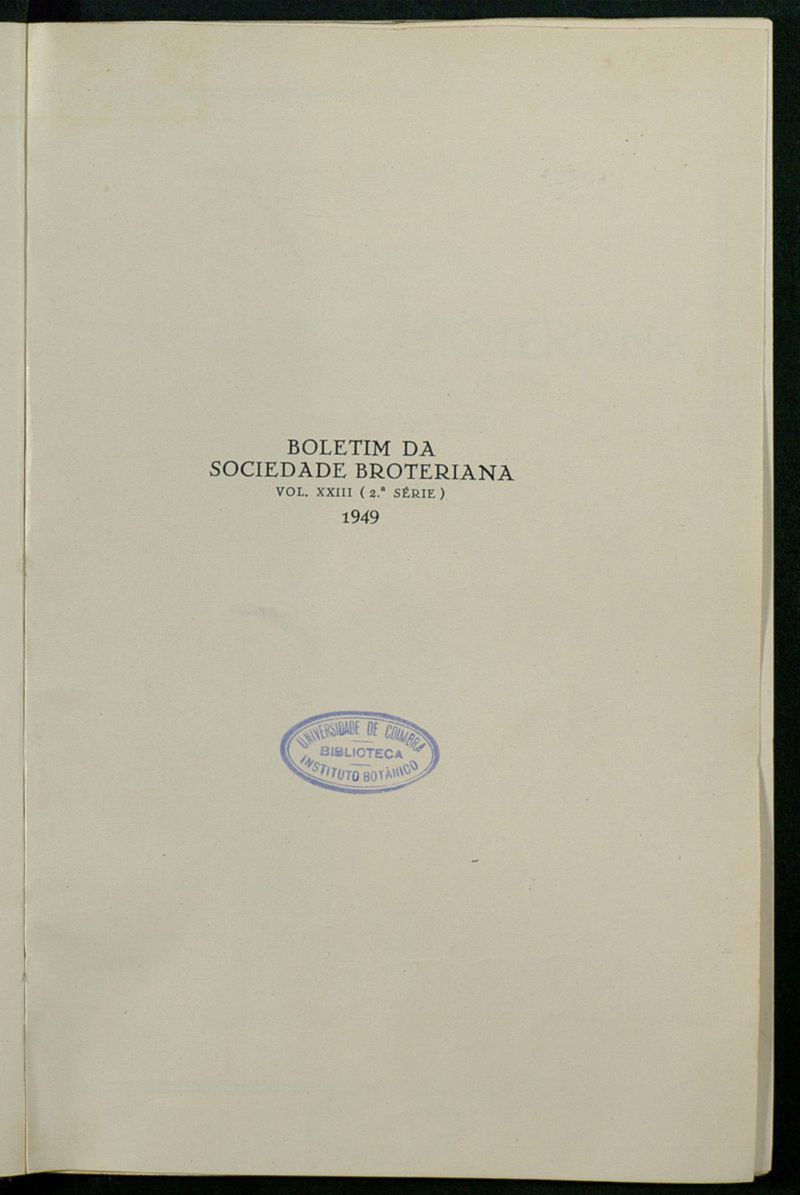 BOLETIM DA
SOCIEDADE BROTERIANA
VOL. XXIII (2.ª SÉRIE)
1949
UNIVERSIDADE DE COIMBRA
BIBLIOTECA
INSTITUTO BOTÂNICO